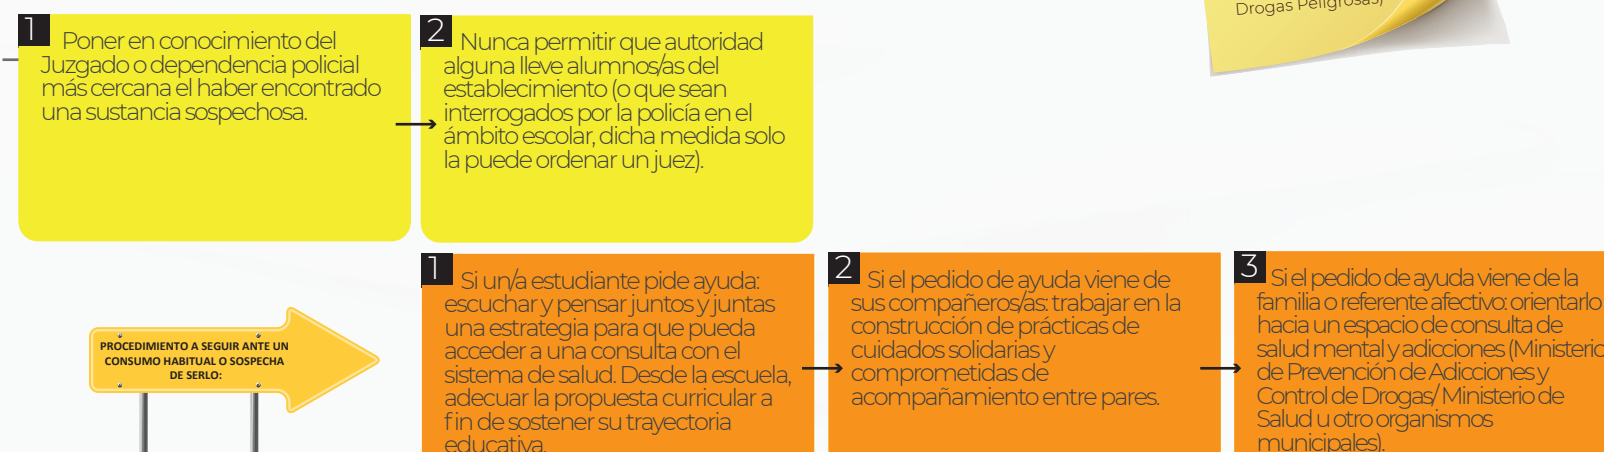 Drogas Peligrosas)
1
Poner en conocimiento del
Juzgado o dependencia policial
más cercana el haber encontrado
una sustancia sospechosa.
2
Nunca permitir que autoridad
alguna lleve alumnos/as del
establecimiento (o que sean
interrogados por la policía en el
ámbito escolar, dicha medida solo
la puede ordenar un juez).
PROCEDIMIENTO A SEGUIR ANTE UN
CONSUMO HABITUAL O SOSPECHA
DE SERLO:
1
Si un/a estudiante pide ayuda:
escuchar y pensar juntos y juntas
una estrategia para que pueda
acceder a una consulta con el
sistema de salud. Desde la escuela,
adecuar la propuesta curricular a
fin de sostener su trayectoria
educativa.
2
Si el pedido de ayuda viene de
sus compañeros/as: trabajar en la
construcción de prácticas de
cuidados solidarias y
comprometidas de
acompañamiento entre pares.
3
Si el pedido de ayuda viene de la
familia o referente afectivo: orientarlo
hacia un espacio de consulta de
salud mental y adicciones (Ministerio
de Prevención de Adicciones y
Control de Drogas/ Ministerio de
Salud u otro organismos
municipales).